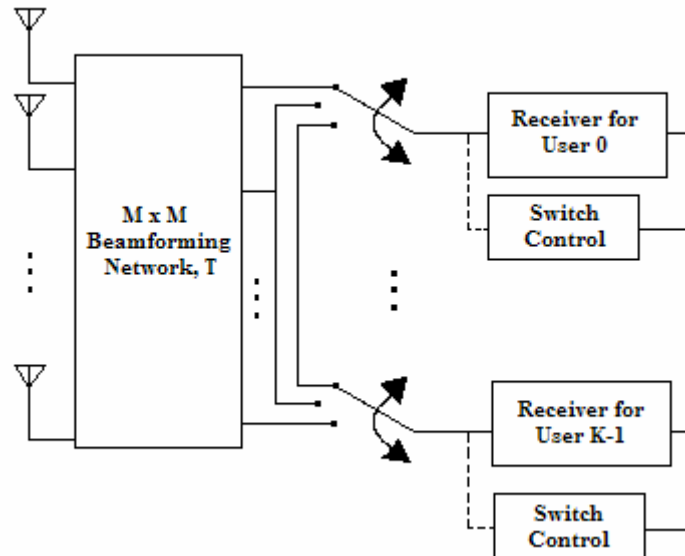 M x M
Beamforming
Network, T
Receiver for
User 0
Switch
Control
Receiver for
User K-1
Switch
Control